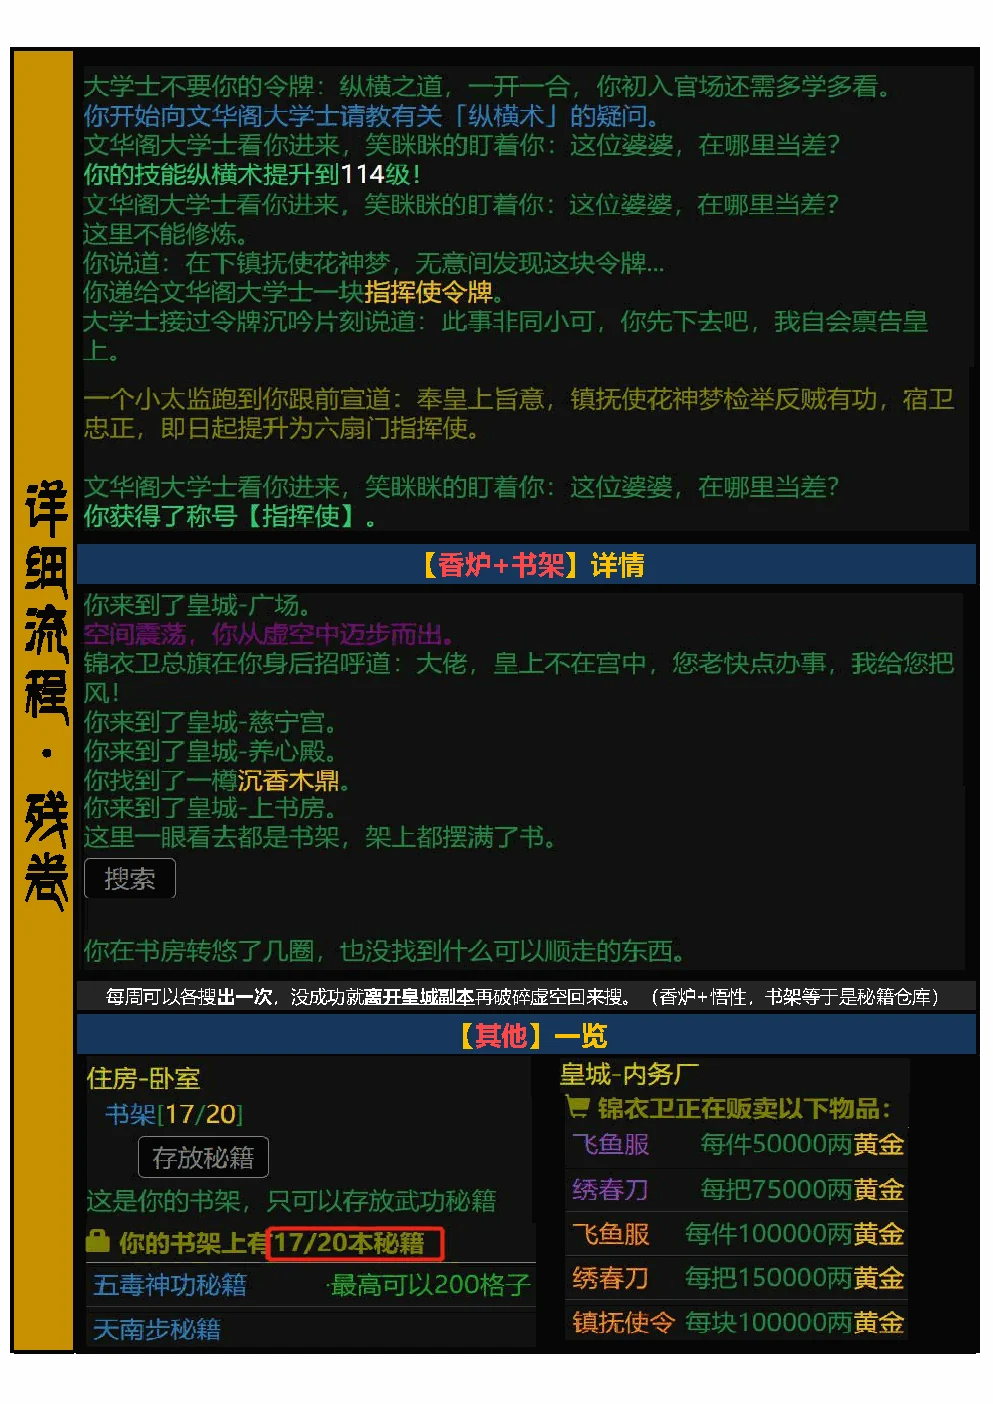 详细流程·残卷
大学士不要你的令牌：纵横之道，一开一合，你初入官场还需多学多看。
你开始向文华阁大学士请教有关「纵横术」的疑问。
文华阁大学士看你进来，笑眯眯的盯着你：这位婆婆，在哪里当差?
你的技能纵横术提升到114级!
文华阁大学士看你进来，笑眯眯的盯着你：这位婆婆，在哪里当差?
这里不能修炼。
你说道：在下镇抚使花神梦，无意间发现这块令牌...
你递给文华阁大学士一块指挥使令牌。
大学士接过令牌沉吟片刻说道：此事非同小可，你先下去吧，我自会禀告皇
上。
一个小太监跑到你跟前宣道：奉皇上旨意，镇抚使花神梦检举反贼有功，宿卫
忠正，即日起提升为六扇门指挥使。
文华阁大学士看你进来，笑眯眯的盯着你：这位婆婆，在哪里当差?
你获得了称号【指挥使】。
【香炉+书架】详情
你来到了皇城-广场。
空间震荡，你从虚空中迈步而出。
锦衣卫总旗在你身后招呼道：大佬，皇上不在宫中，您老快点办事，我给您把
风!
你来到了皇城-慈宁宫。
你来到了皇城-养心殿。
你找到了一樽沉香木鼎。
你来到了皇城-上书房。
这里一眼看去都是书架，架上都摆满了书。
搜索
你在书房转悠了几圈，也没找到什么可以顺走的东西。
每周可以各搜出一次，没成功就离开皇城副本再破碎虚空回来搜。（香炉+悟性，书架等于是秘籍仓库）
【其他】一览
住房-卧室
书架[17/20]
存放秘籍
这是你的书架，只可以存放武功秘籍
你的书架上有17/20本秘籍
五毒神功秘籍 ·最高可以200格子
天南步秘籍
皇城-内务厂
锦衣卫正在贩卖以下物品：
飞鱼服 每件50000两黄金
绣春刀 每把75000两黄金
飞鱼服 每件100000两黄金
绣春刀 每把150000两黄金
镇抚使令 每块100000两黄金